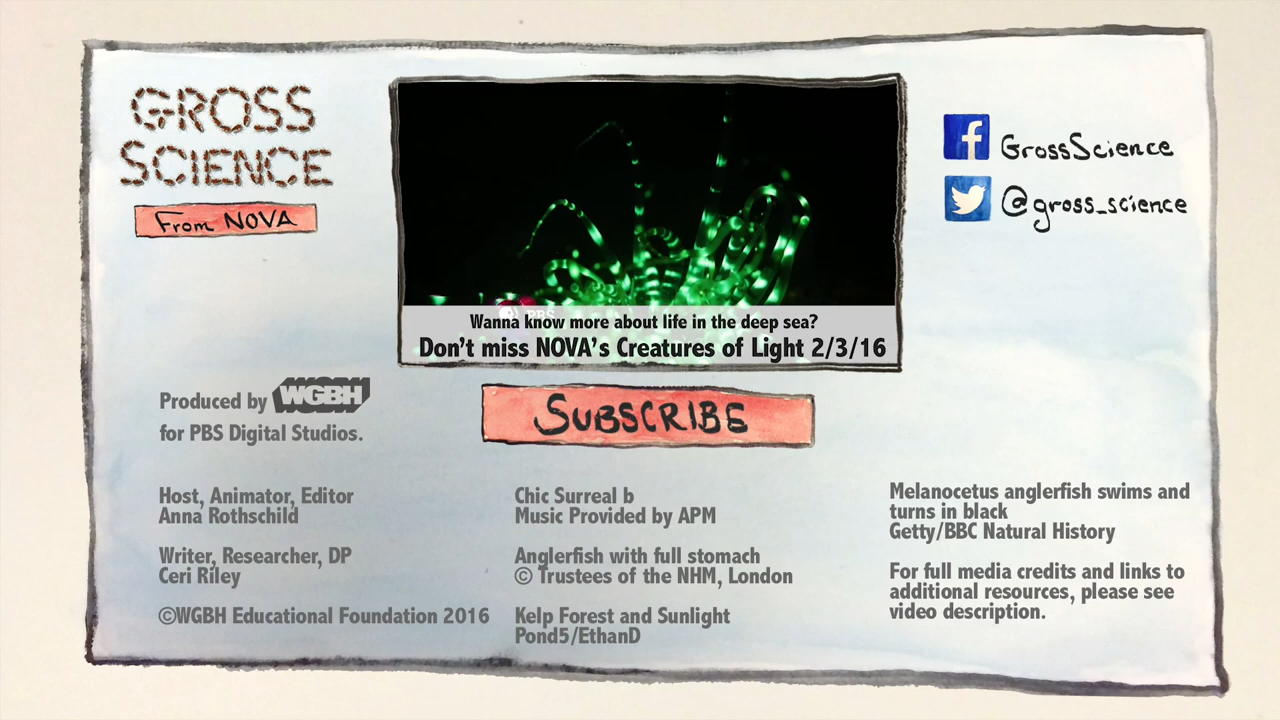 GROSS
SCIENCE
From NOVA
PBS
Wanna know more about life in the deep sea?
Don't miss NOVA's Creatures of Light 2/3/16
GrossScience
@gross_science
SUBSCRIBE
Produced by WGBH
for PBS Digital Studios.
Host, Animator, Editor
Anna Rothschild
Writer, Researcher, DP
Ceri Riley
©WGBH Educational Foundation 2016
Chic Surreal b
Music Provided by APM
Anglerfish with full stomach
© Trustees of the NHM, London
Kelp Forest and Sunlight
Pond5/EthanD
Melanocetus anglerfish swims and
turns in black
Getty/BBC Natural History
For full media credits and links to
additional resources, please see
video description.